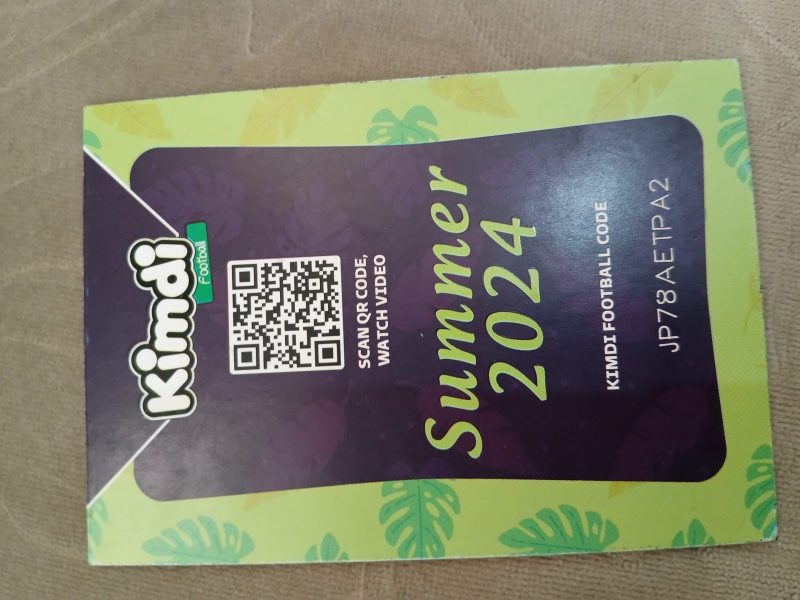 Kimdi
Football
SCAN QR CODE,
WATCH VIDEO
Summer
2024
KIMDI FOOTBALL CODE
JP78AETPA2